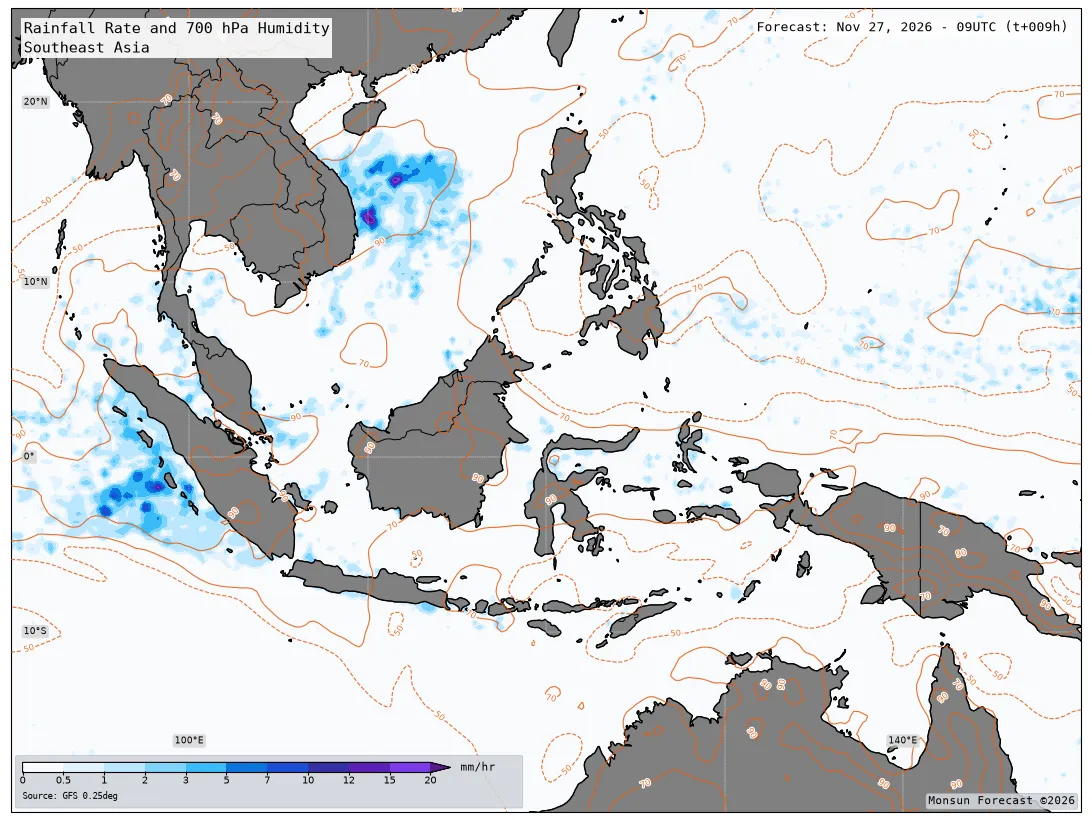 Rainfall Rate and 700 hPa Humidity
Southeast Asia
Forecast: Nov 27, 2026 - 09UTC (t+009h)
20°N
10°N
0°
10°S
100°E
140°E
0 0.5 1 2 3 5 7 10 12 15 20 mm/hr
Source: GFS 0.25deg
Monsun Forecast ©2026